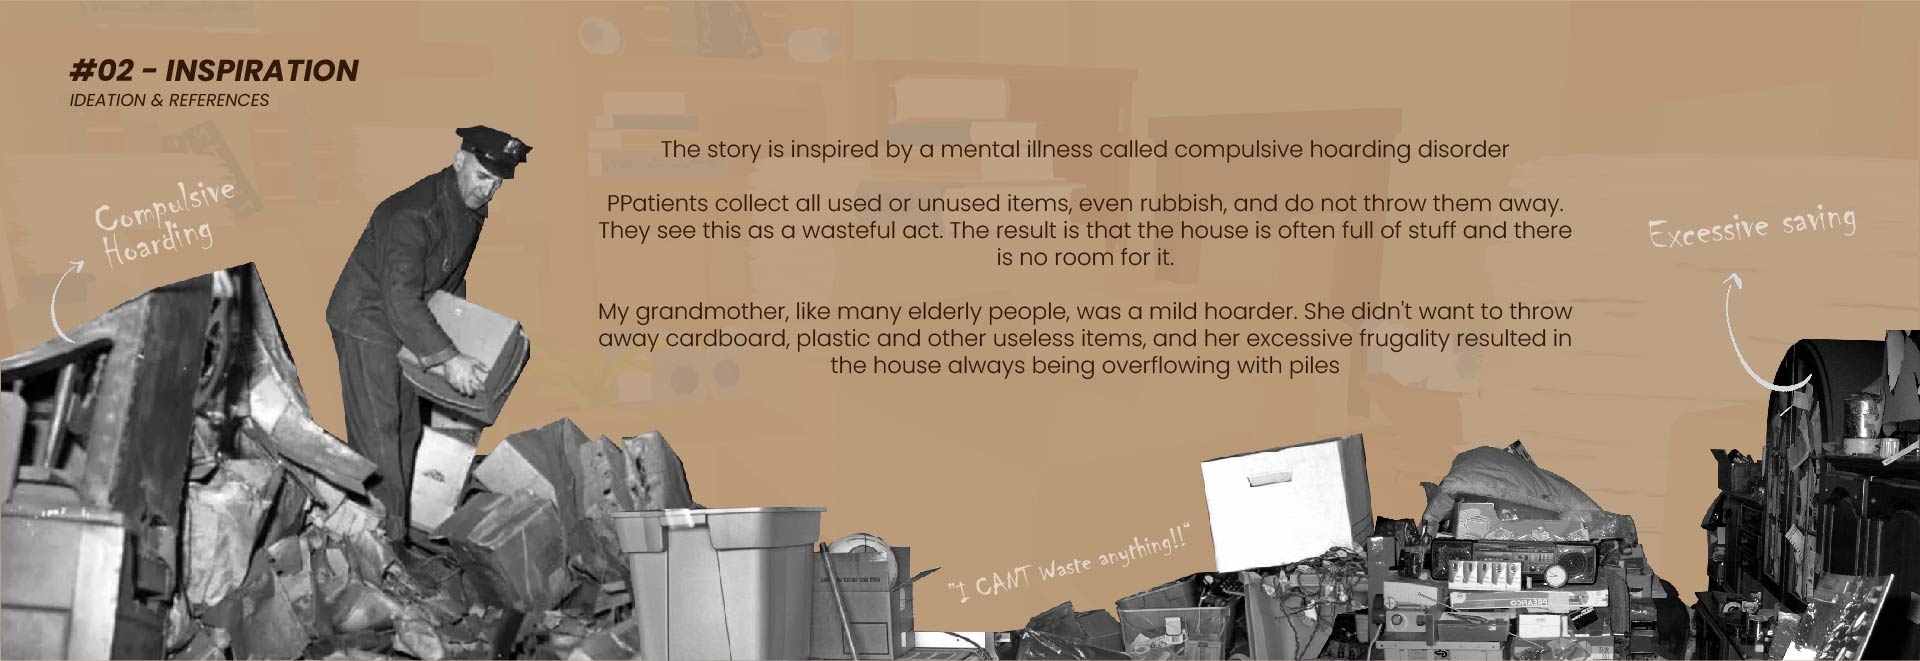 #02 - INSPIRATION
IDEATION & REFERENCES
The story is inspired by a mental illness called compulsive hoarding disorder
PPatients collect all used or unused items, even rubbish, and do not throw them away.
They see this as a wasteful act. The result is that the house is often full of stuff and there
is no room for it.
My grandmother, like many elderly people, was a mild hoarder. She didn't want to throw
away cardboard, plastic and other useless items, and her excessive frugality resulted in
the house always being overflowing with piles
Compulsive
Hoarding
Excessive saving
"I CANT Waste anything!!"